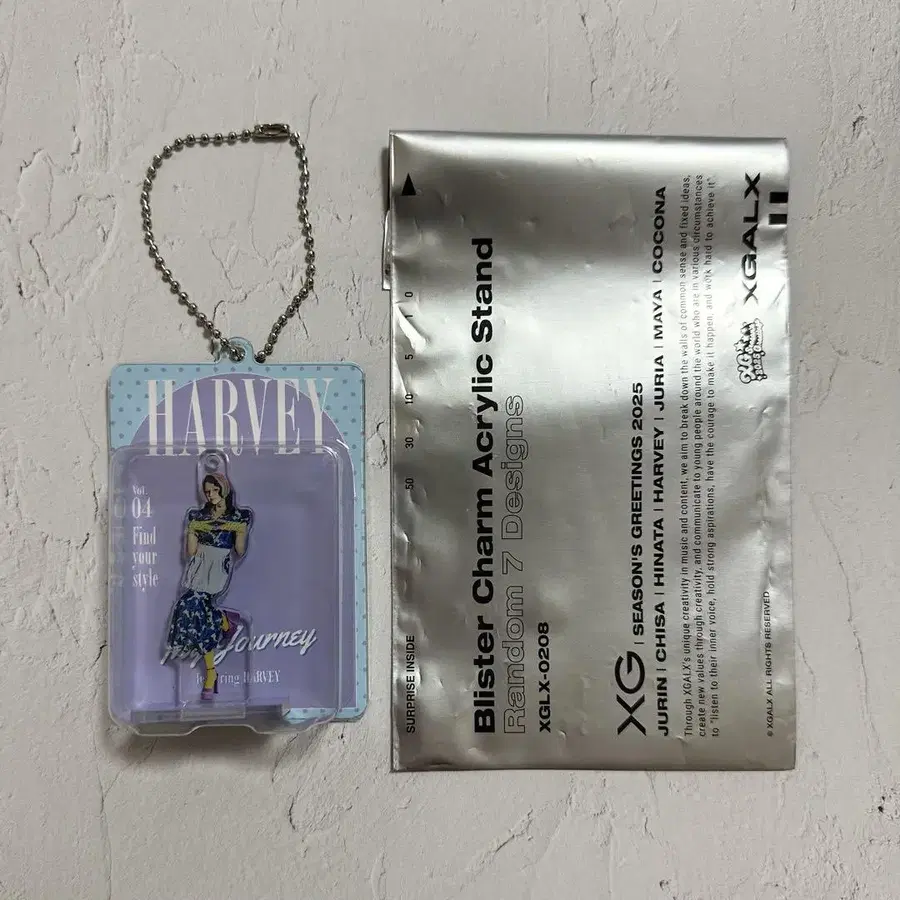 HARVEY
Vol.
04
Find
your
style
My Journey
featuring HARVEY
SURPRISE INSIDE
50 30 10 5 1 0
Blister Charm Acrylic Stand
Random 7 Designs
XGLX-0208
XG | SEASON'S GREETINGS 2025
JURIN | CHISA | HINATA | HARVEY | JURIA | MAYA | COCONA
Through XGALX's unique creativity in music and content, we aim to break down the walls of common sense and fixed ideas,
create new values through creativity, and communicate to young people around the world who are in various circumstances
to "listen to their inner voice, hold strong aspirations, have the courage to make it happen, and work hard to achieve it".
© XGALX ALL RIGHTS RESERVED
XGALX